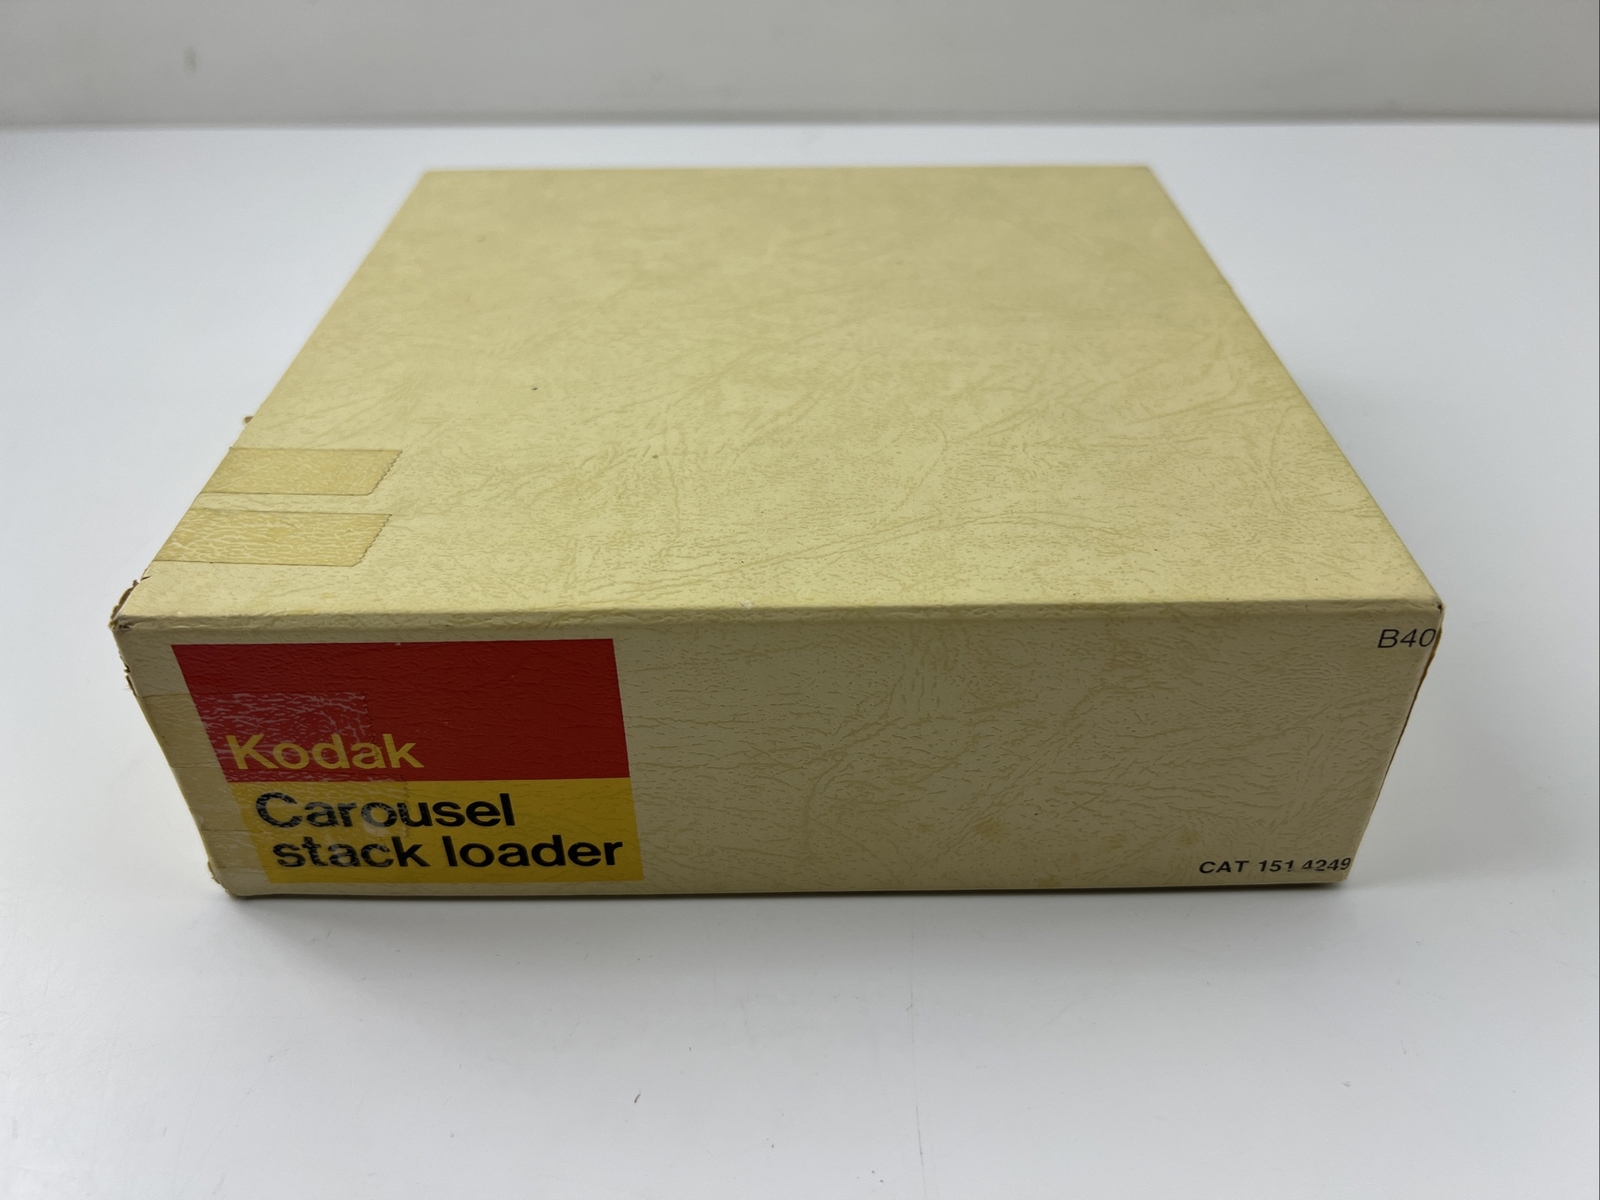 B40
Kodak
Carousel
stack loader
CAT 151 4249